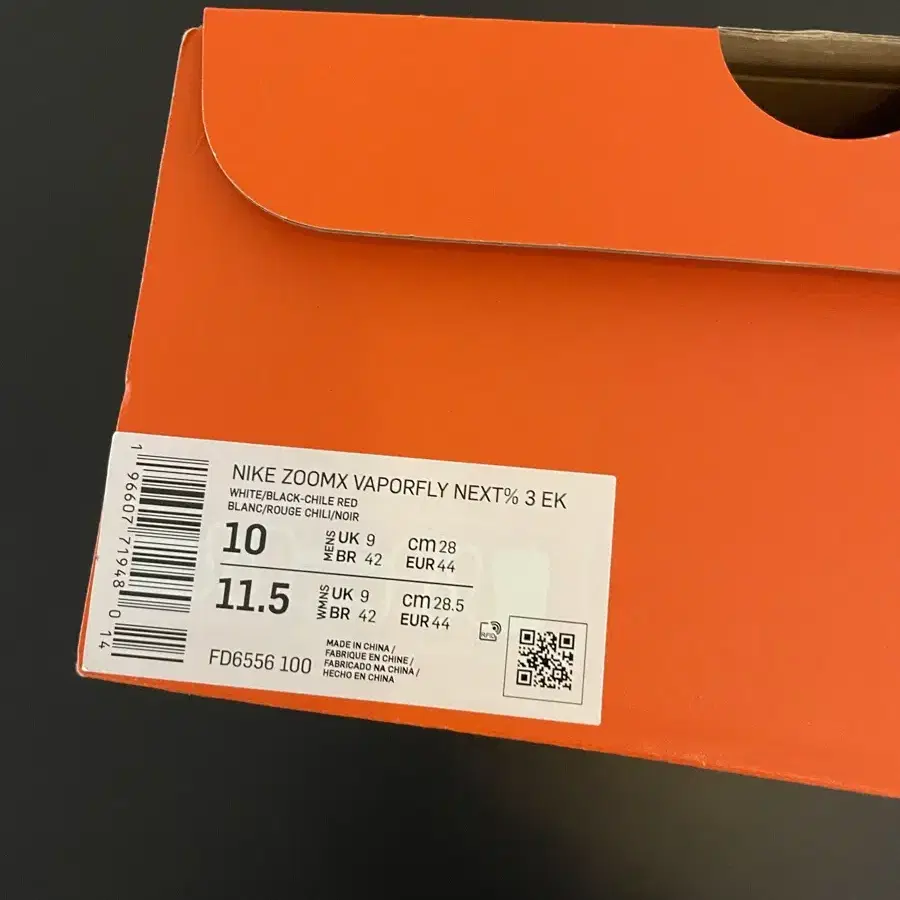 NIKE ZOOMX VAPORFLY NEXT% 3 EK
WHITE/BLACK-CHILE RED
BLANC/ROUGE CHILI/NOIR
10 MENS UK 9 cm 28
BR 42 EUR 44
11.5 WMNS UK 9 cm 28.5
BR 42 EUR 44
RFID
FD6556 100
MADE IN CHINA /
FABRIQUE EN CHINE /
FABRICADO NA CHINA /
HECHO EN CHINA
1 96607 71948 0 14